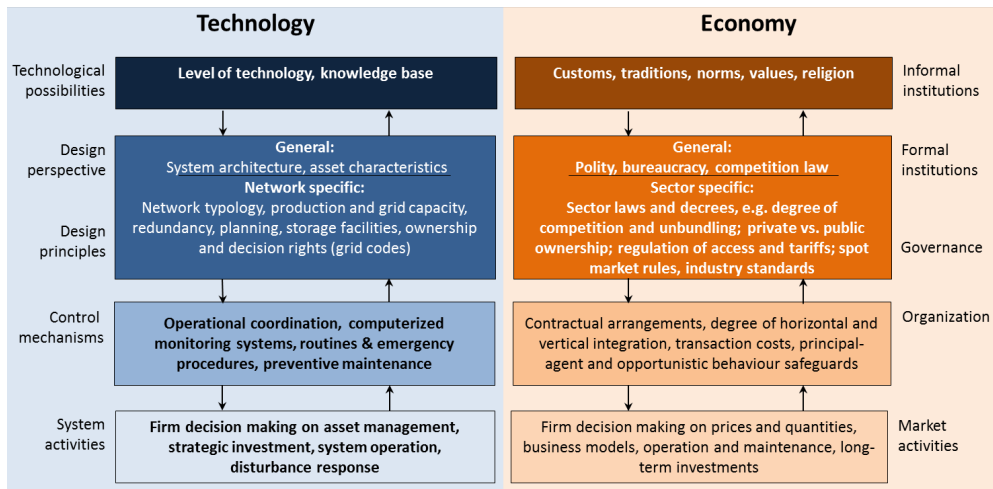 Technology
Technological
possibilities
Level of technology, knowledge base
Design
perspective
General:
System architecture, asset characteristics
Network specific:
Network typology, production and grid capacity,
redundancy, planning, storage facilities, ownership
and decision rights (grid codes)
Design
principles
Control
mechanisms
Operational coordination, computerized
monitoring systems, routines & emergency
procedures, preventive maintenance
System
activities
Firm decision making on asset management,
strategic investment, system operation,
disturbance response
Economy
Customs, traditions, norms, values, religion
Informal
institutions
General:
Polity, bureaucracy, competition law
Formal
institutions
Sector specific:
Sector laws and decrees, e.g. degree of
competition and unbundling; private vs. public
ownership; regulation of access and tariffs; spot
market rules, industry standards
Governance
Contractual arrangements, degree of horizontal and
vertical integration, transaction costs, principal-
agent and opportunistic behaviour safeguards
Organization
Firm decision making on prices and quantities,
business models, operation and maintenance, long-
term investments
Market
activities